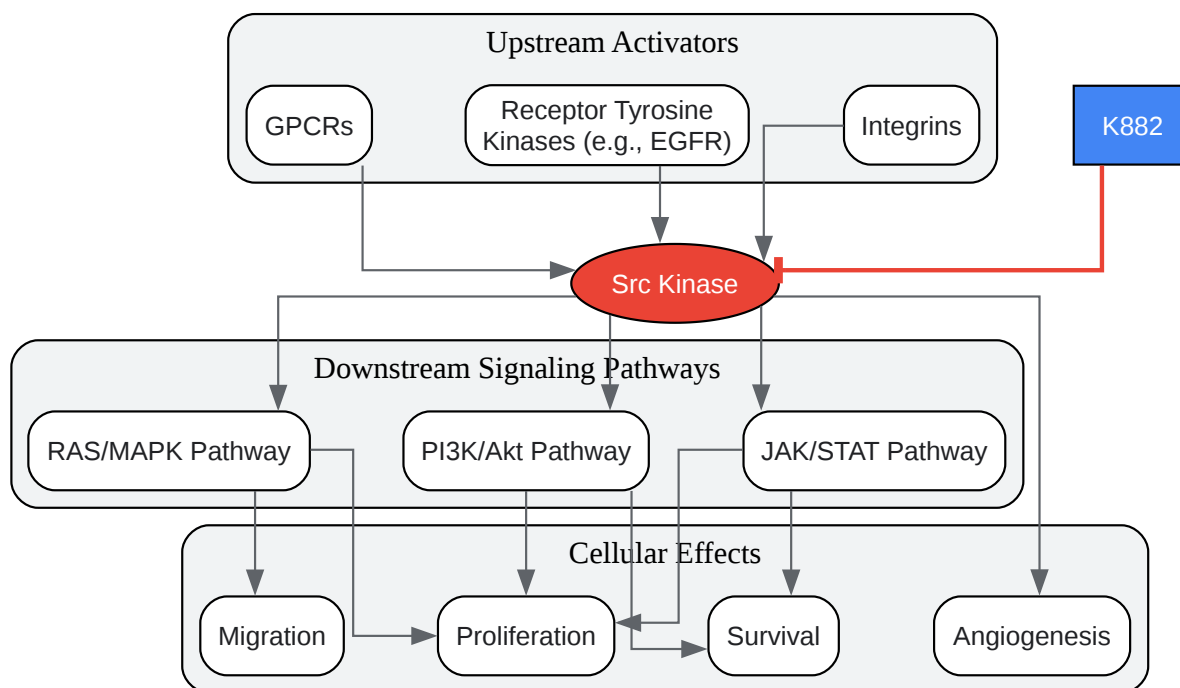 Upstream Activators
GPCRs
Receptor Tyrosine
Kinases (e.g., EGFR)
Integrins
K882
Src Kinase
Downstream Signaling Pathways
RAS/MAPK Pathway
PI3K/Akt Pathway
JAK/STAT Pathway
Cellular Effects
Migration
Proliferation
Survival
Angiogenesis